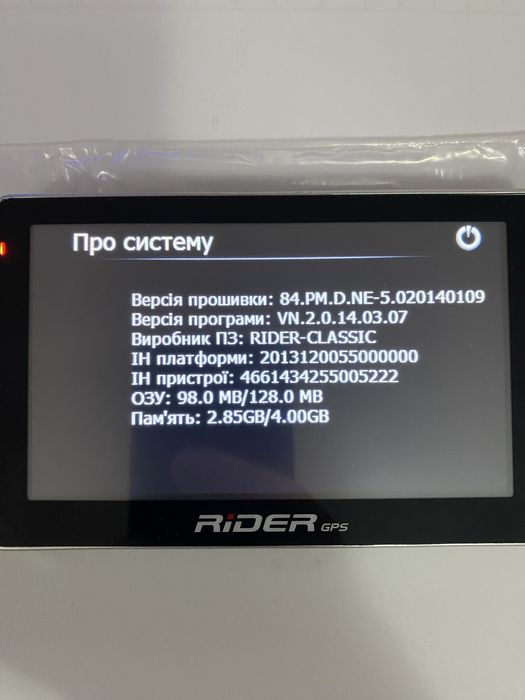 Про систему
Версія прошивки: 84.PM.D.NE-5.020140109
Версія програми: VN.2.0.14.03.07
Виробник ПЗ: RIDER-CLASSIC
ІН платформи: 2013120055000000
ІН пристрої: 4661434255005222
ОЗУ: 98.0 MB/128.0 MB
Пам'ять: 2.85GB/4.00GB
RiDER GPS